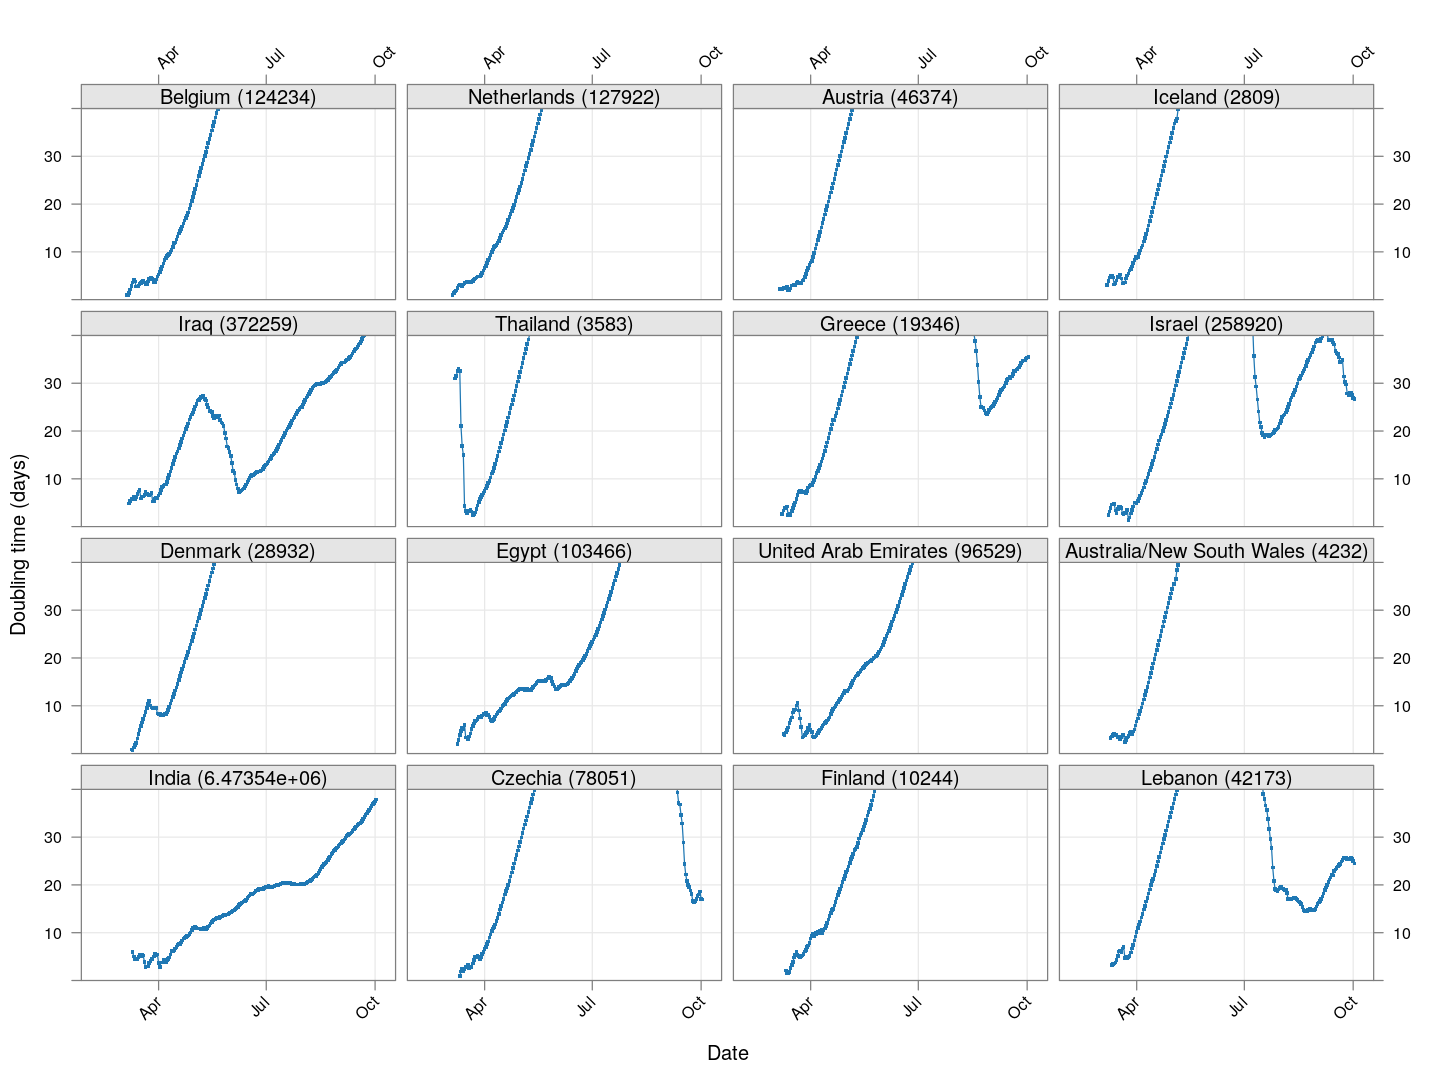 Apr Jul Oct Apr Jul Oct Apr Jul Oct Apr Jul Oct
Belgium (124234) Netherlands (127922) Austria (46374) Iceland (2809)
30 30
20 20
10 10
Iraq (372259) Thailand (3583) Greece (19346) Israel (258920)
30 30
20 20
10 10
Denmark (28932) Egypt (103466) United Arab Emirates (96529) Australia/New South Wales (4232)
30 30
20 20
10 10
India (6.47354e+06) Czechia (78051) Finland (10244) Lebanon (42173)
30 30
20 20
10 10
Apr Jul Oct Apr Jul Oct Apr Jul Oct Apr Jul Oct
Date
Doubling time (days)